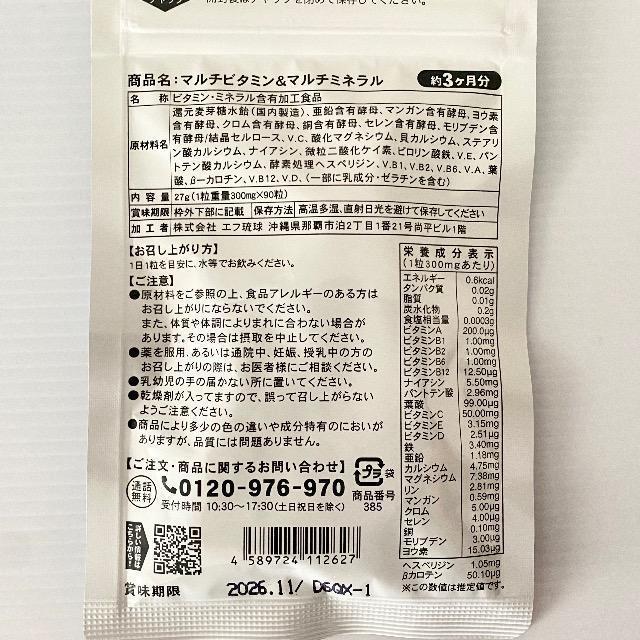 チャック
開封後はチャックを閉めて保存してください。
商品名：マルチビタミン&マルチミネラル 約3ヶ月分
名 称 ビタミン・ミネラル含有加工食品
原材料名 還元麦芽糖水飴（国内製造）、亜鉛含有酵母、マンガン含有酵母、ヨウ素
含有酵母、クロム含有酵母、銅含有酵母、セレン含有酵母、モリブデン含
有酵母/結晶セルロース、V.C、酸化マグネシウム、貝カルシウム、ステアリ
ン酸カルシウム、ナイアシン、微粒二酸化ケイ素、ピロリン酸鉄、V.E、パン
トテン酸カルシウム、酵素処理ヘスペリジン、V.B1、V.B2、V.B6、V.A、葉
酸、β-カロテン、V.B12、V.D、（一部に乳成分・ゼラチンを含む）
内 容 量 27g（1粒重量300mg×90粒）
賞味期限 枠外下部に記載 保存方法 高温多湿、直射日光を避けて保存してください
加 工 者 株式会社 エフ琉球 沖縄県那覇市泊2丁目1番21号尚平ビル1階
【お召し上がり方】
1日1粒を目安に、水等でお飲みください。
【ご注意】
●原材料をご参照の上、食品アレルギーのある方は
お召し上がりにならないでください。
また、体質や体調によりまれに合わない場合が
あります。その場合は摂取を中止してください。
●薬を服用、あるいは通院中、妊娠、授乳中の方の
お召し上がりの際は、お医者様にご相談ください。
●乳幼児の手の届かない所に置いてください。
●乾燥剤が入ってますので、誤って召し上がらない
ようご注意ください。
●商品により多少の色の違いや成分特有のにおいが
ありますが、品質には問題ありません。
【ご注文・商品に関するお問い合わせ】
通話無料 0120-976-970
受付時間 10:30～17:30（土日祝日を除く）
プラ 袋
商品番号
385
栄養成分表示
（1粒300mgあたり）
エネルギー 0.6kcal
タンパク質 0.02g
脂質 0.01g
炭水化物 0.2g
食塩相当量 0.0003g
ビタミンA 200.0μg
ビタミンB1 1.00mg
ビタミンB2 1.00mg
ビタミンB6 1.00mg
ビタミンB12 12.50μg
ナイアシン 5.50mg
パントテン酸 2.96mg
葉酸 99.00μg
ビタミンC 50.00mg
ビタミンE 3.15mg
ビタミンD 2.51μg
鉄 3.40mg
亜鉛 1.18mg
カルシウム 4.75mg
マグネシウム 7.38mg
リン 2.81mg
マンガン 0.59mg
クロム 5.00μg
セレン 4.00μg
銅 0.10mg
モリブデン 3.00μg
ヨウ素 15.03μg
ヘスペリジン 1.05mg
βカロテン 50.10μg
※この数値は推定値です。
詳しい情報は
こちらから！
4 589724 112627
賞味期限 2026.11/ D6QX-1